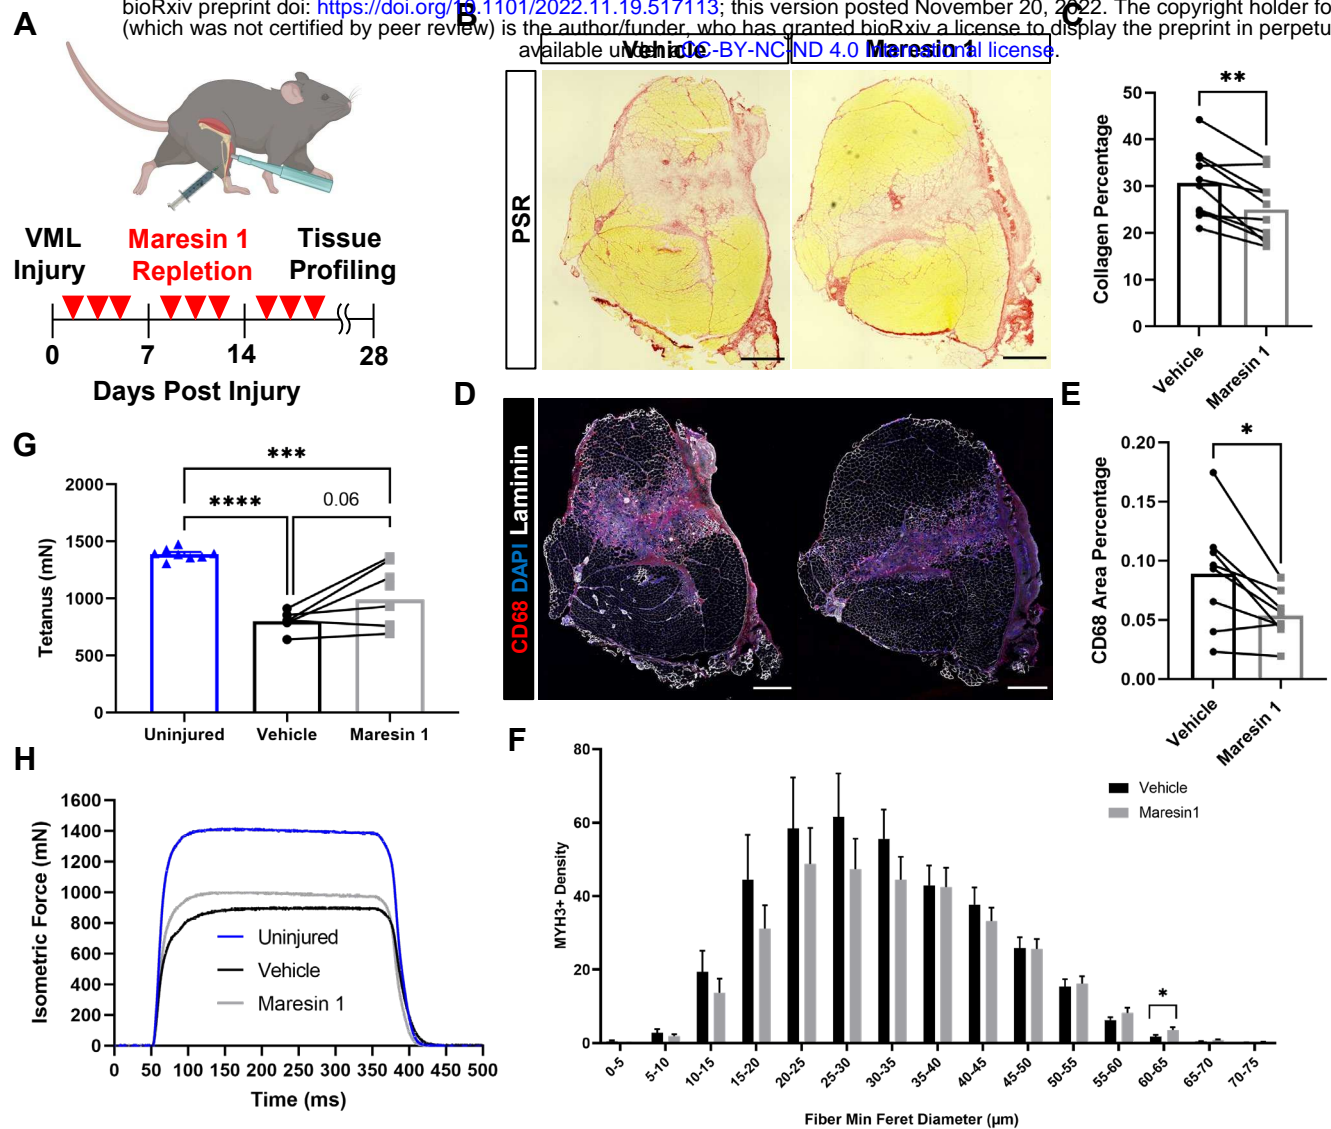 bioRxiv preprint doi: https://doi.org/10.1101/2022.11.19.517113; this version posted November 20, 2022. The copyright holder fo
(which was not certified by peer review) is the author/funder, who has granted bioRxiv a license to display the preprint in perpetu
available under a CC-BY-NC-ND 4.0 International license.
A
VML Injury
Maresin 1 Repletion
Tissue Profiling
0 7 14 28
Days Post Injury
B
Vehicle Maresin 1
PSR
C
Collagen Percentage
50
40
30
20
10
0
**
Vehicle Maresin 1
D
CD68 DAPI Laminin
E
CD68 Area Percentage
0.20
0.15
0.10
0.05
0.00
*
Vehicle Maresin 1
G
Tetanus (mN)
2000
1500
1000
500
0
***
****
0.06
Uninjured Vehicle Maresin 1
F
MYH3+ Density
80
60
40
20
0
Vehicle
Maresin1
*
0-5 5-10 10-15 15-20 20-25 25-30 30-35 35-40 40-45 45-50 50-55 55-60 60-65 65-70 70-75
Fiber Min Feret Diameter (µm)
H
Isometric Force (mN)
1600
1400
1200
1000
800
600
400
200
0
Uninjured
Vehicle
Maresin 1
0 50 100 150 200 250 300 350 400 450 500
Time (ms)